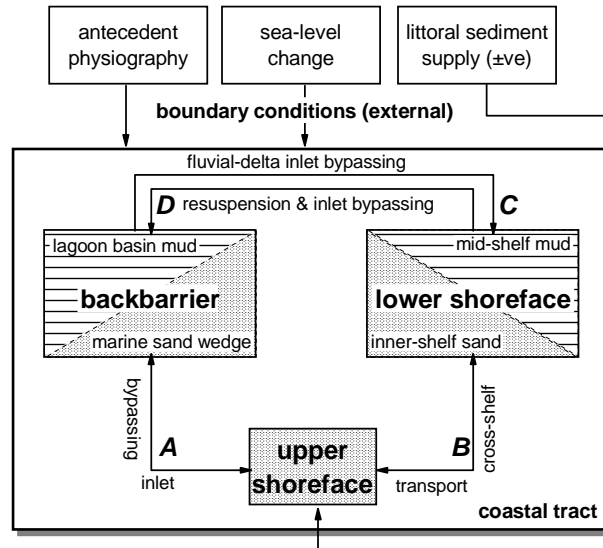 antecedent
physiography
sea-level
change
littoral sediment
supply (±ve)
boundary conditions (external)
fluvial-delta inlet bypassing
D resuspension & inlet bypassing C
lagoon basin mud
backbarrier
marine sand wedge
mid-shelf mud
lower shoreface
inner-shelf sand
bypassing
A
inlet
upper
shoreface
B
cross-shelf
transport
coastal tract